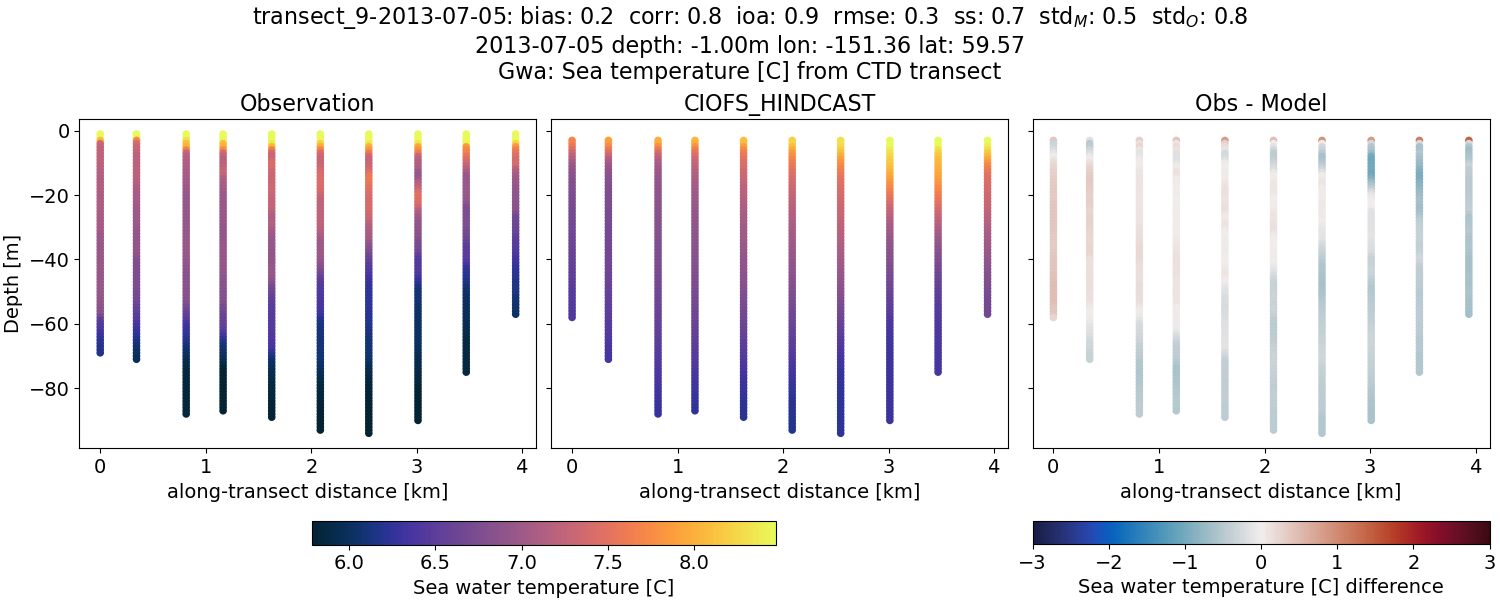 transect_9-2013-07-05: bias: 0.2  corr: 0.8  ioa: 0.9  rmse: 0.3  ss: 0.7  std_M: 0.5  std_O: 0.8
2013-07-05 depth: -1.00m lon: -151.36 lat: 59.57
Gwa: Sea temperature [C] from CTD transect
Observation
CIOFS_HINDCAST
Obs - Model
Depth [m]
0
−20
−40
−60
−80
0 1 2 3 4
along-transect distance [km]
0 1 2 3 4
along-transect distance [km]
0 1 2 3 4
along-transect distance [km]
6.0 6.5 7.0 7.5 8.0
Sea water temperature [C]
−3 −2 −1 0 1 2 3
Sea water temperature [C] difference